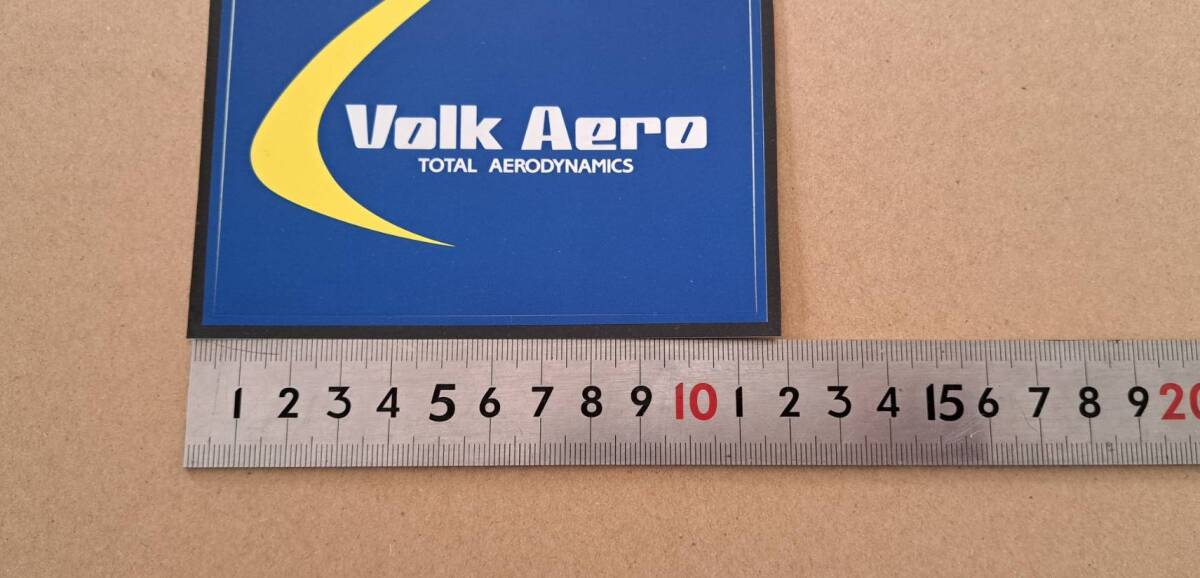 Volk Aero
TOTAL AERODYNAMICS
1 2 3 4 5 6 7 8 9 10 1 2 3 4 15 6 7 8 9 20